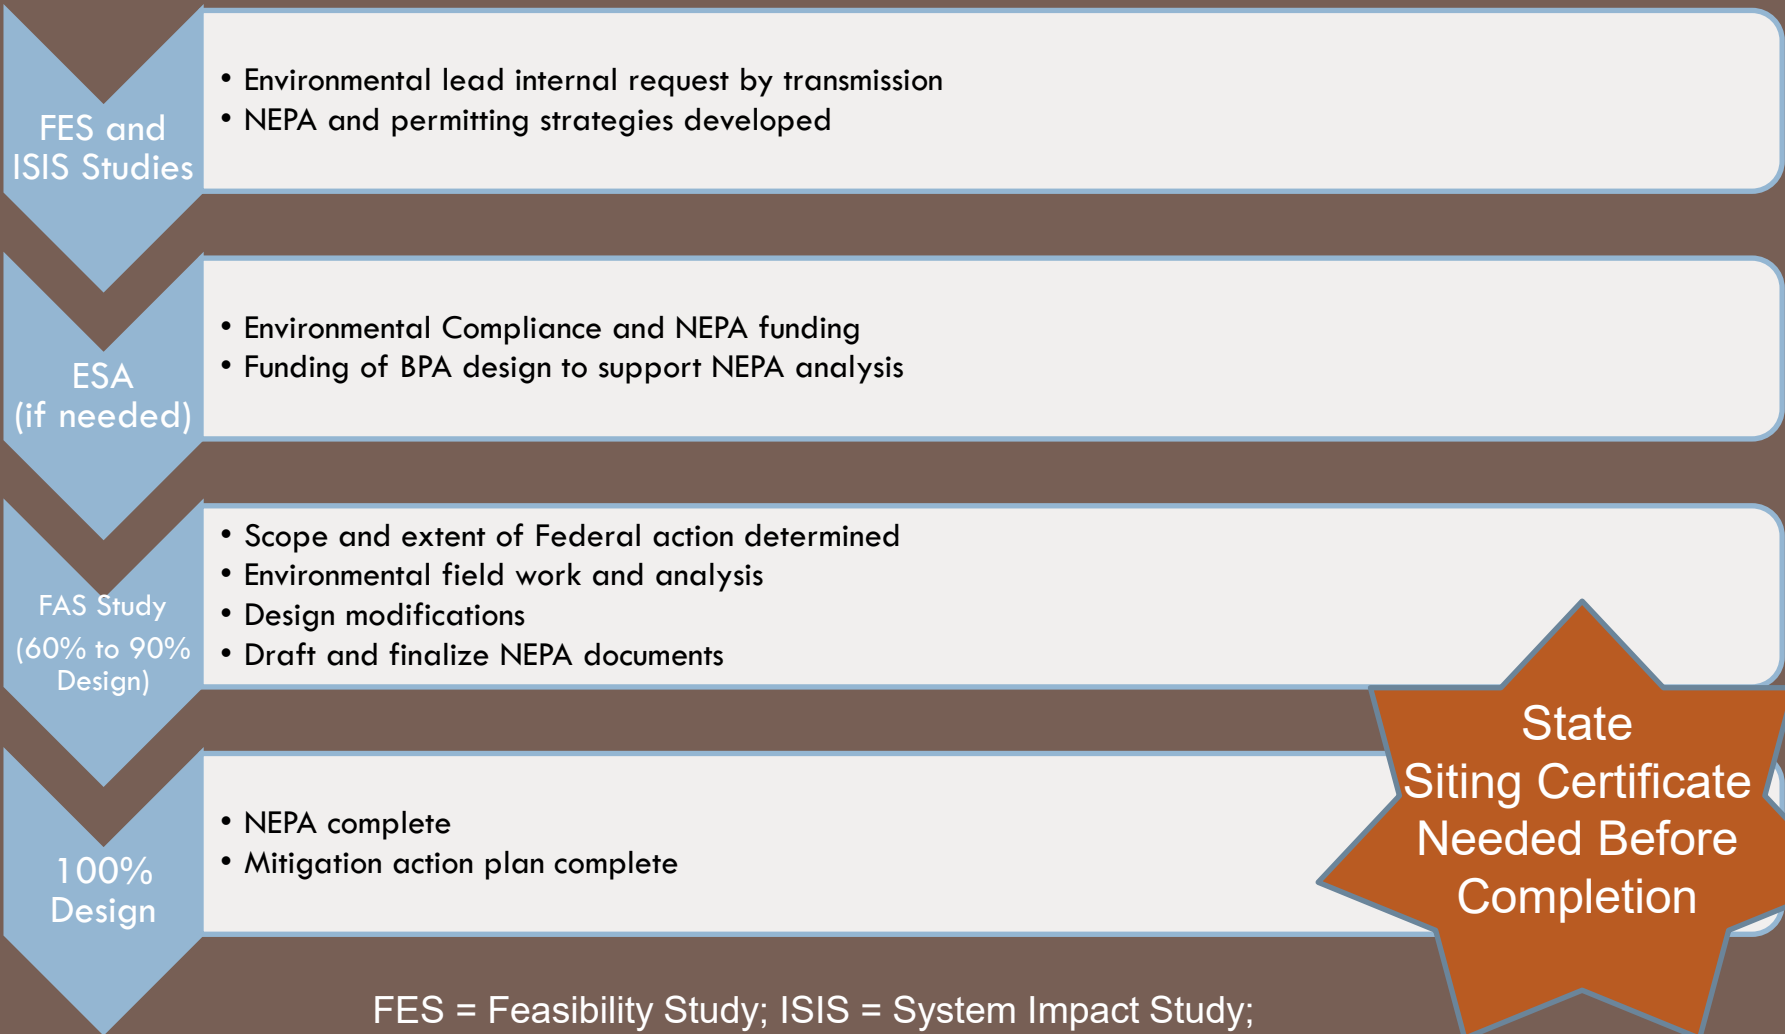 FES and
ISIS Studies
• Environmental lead internal request by transmission
• NEPA and permitting strategies developed
ESA
(if needed)
• Environmental Compliance and NEPA funding
• Funding of BPA design to support NEPA analysis
FAS Study
(60% to 90%
Design)
• Scope and extent of Federal action determined
• Environmental field work and analysis
• Design modifications
• Draft and finalize NEPA documents
100%
Design
• NEPA complete
• Mitigation action plan complete
State
Siting Certificate
Needed Before
Completion
FES = Feasibility Study; ISIS = System Impact Study;